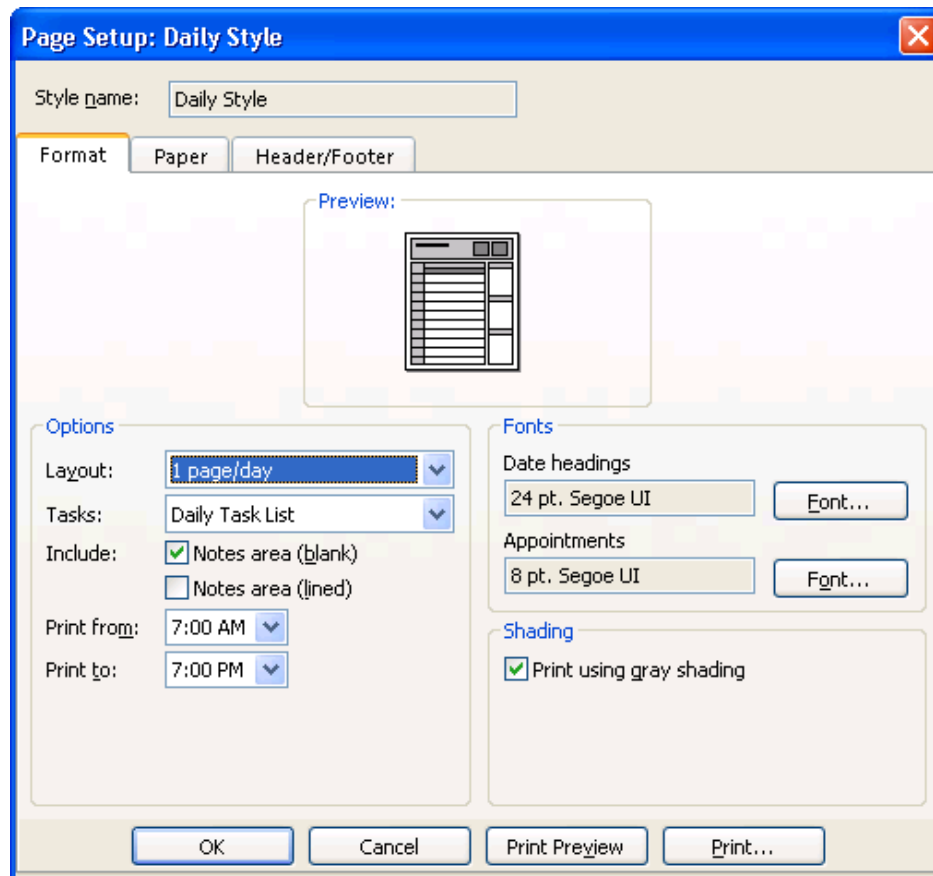 Page Setup: Daily Style
Style name: Daily Style
Format Paper Header/Footer
Preview:
Options
Layout: 1 page/day
Tasks: Daily Task List
Include: Notes area (blank)
Notes area (lined)
Print from: 7:00 AM
Print to: 7:00 PM
Fonts
Date headings
24 pt. Segoe UI Font...
Appointments
8 pt. Segoe UI Font...
Shading
Print using gray shading
OK Cancel Print Preview Print...